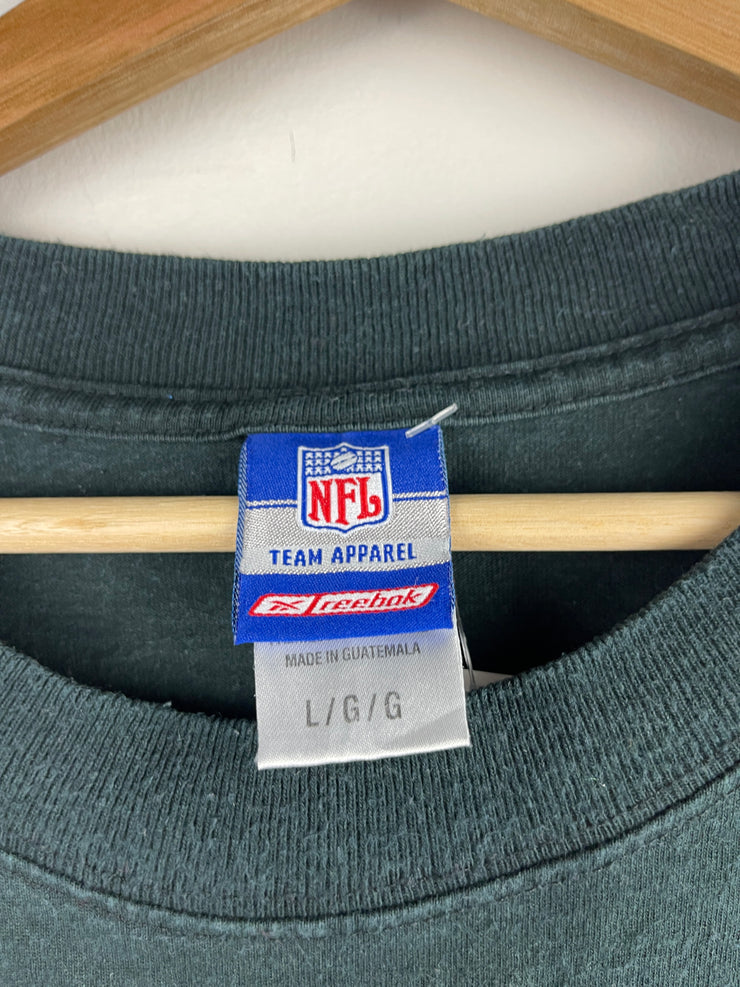 NFL
TEAM APPAREL
Reebok
MADE IN GUATEMALA
L/G/G